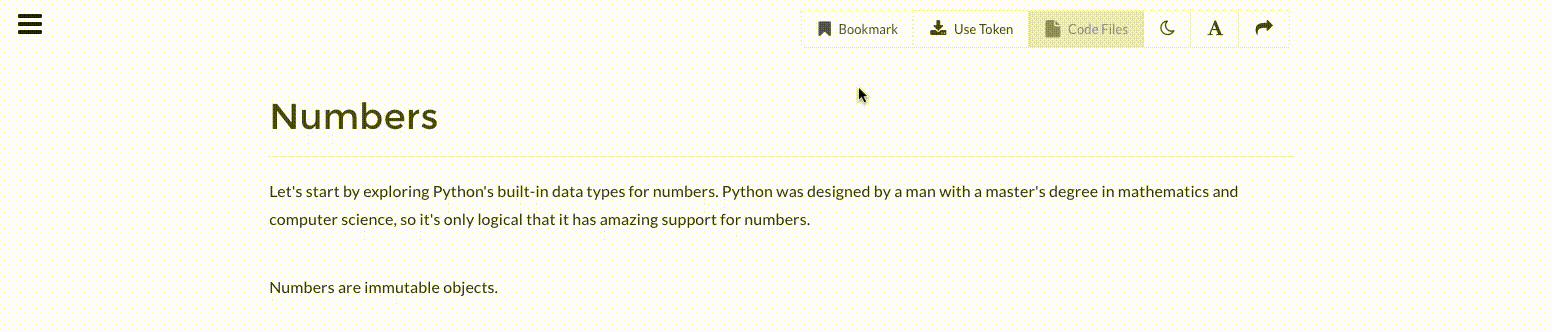 Bookmark Use Token Code Files A
Numbers
Let's start by exploring Python's built-in data types for numbers. Python was designed by a man with a master's degree in mathematics and
computer science, so it's only logical that it has amazing support for numbers.
Numbers are immutable objects.